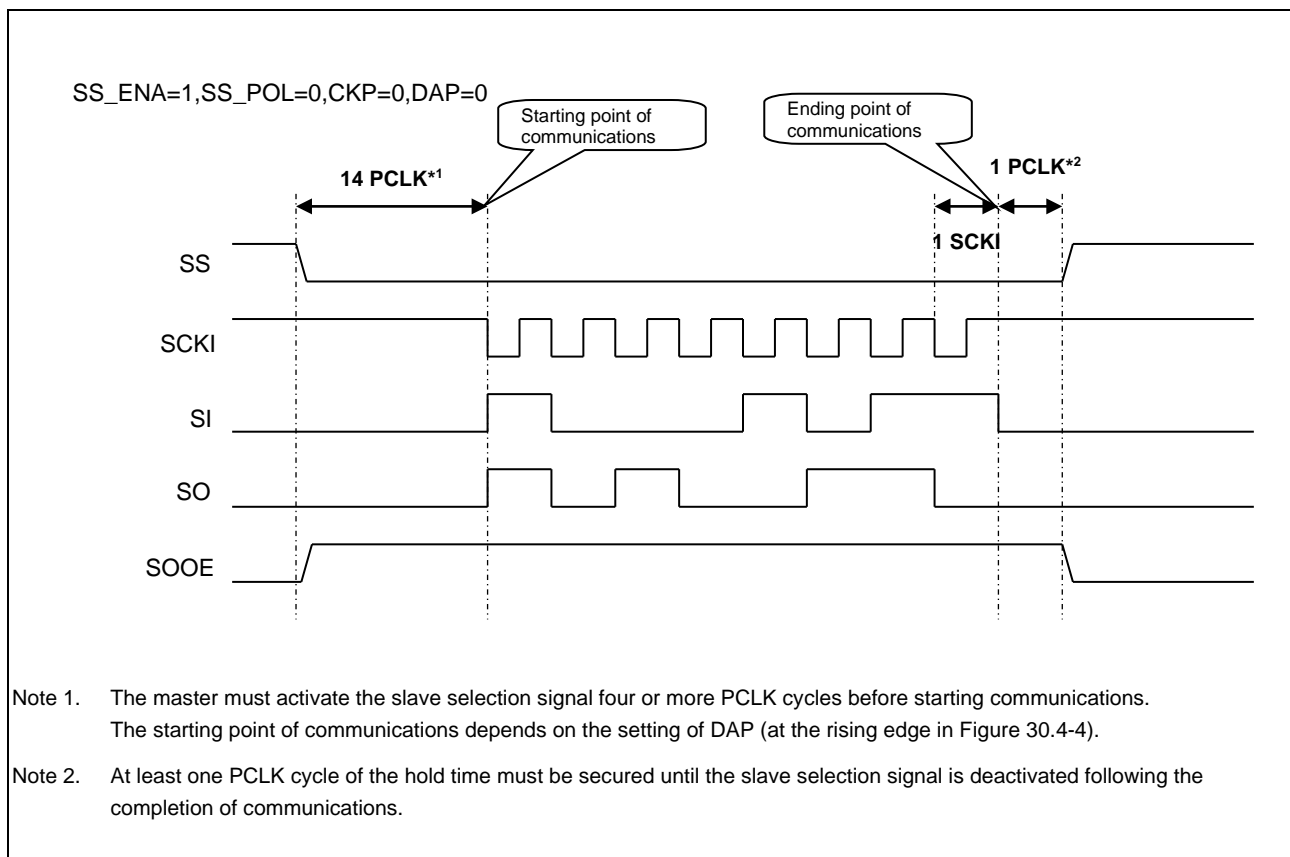 SS_ENA=1,SS_POL=0,CKP=0,DAP=0
Starting point of
communications
Ending point of
communications
14 PCLK*1
1 PCLK*2
1 SCKI
SS
SCKI
SI
SO
SOOE
Note 1. The master must activate the slave selection signal four or more PCLK cycles before starting communications.
The starting point of communications depends on the setting of DAP (at the rising edge in Figure 30.4-4).
Note 2. At least one PCLK cycle of the hold time must be secured until the slave selection signal is deactivated following the
completion of communications.